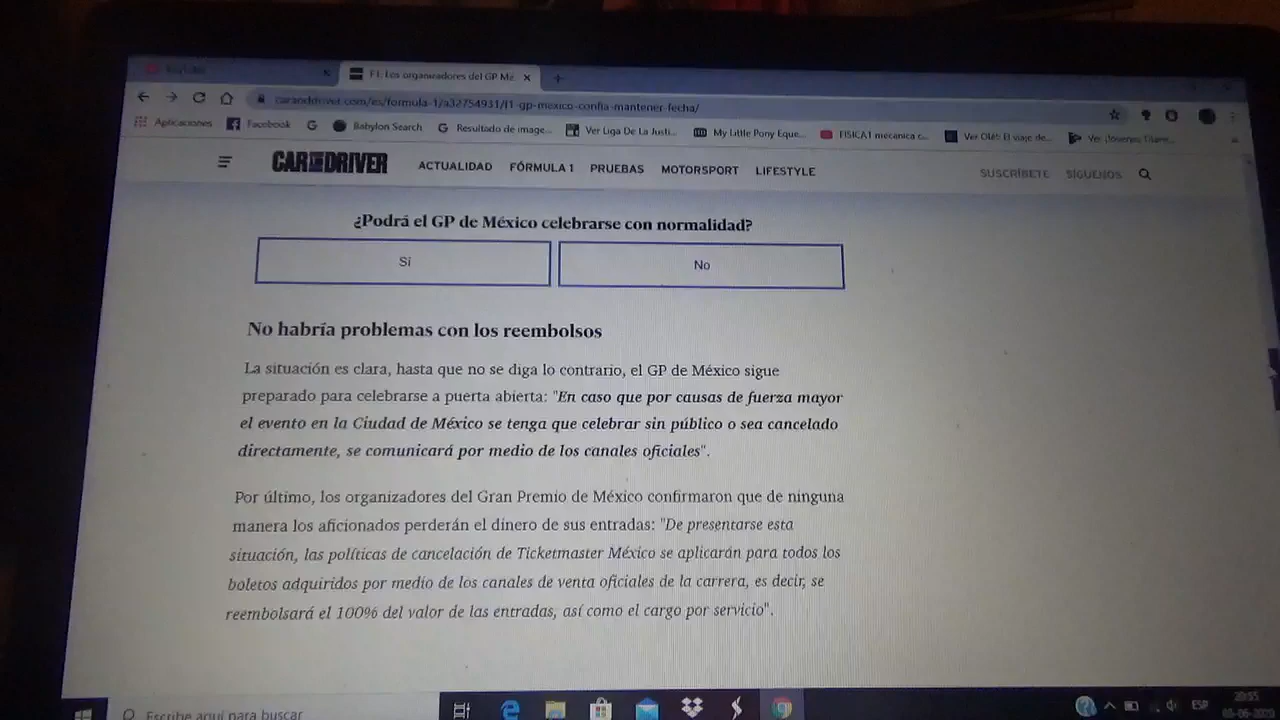 F1: Los organizadores del GP Mé
caranddriver.com/es/formula-1/a32754931/f1-gp-mexico-confia-mantener-fecha/
Aplicaciones Facebook Babylon Search Resultado de image... Ver Liga De La Justi... My Little Pony Eque... FISICA1 mecanica c... Ver Olé: El viaje de...
CAR AND DRIVER ACTUALIDAD FÓRMULA 1 PRUEBAS MOTORSPORT LIFESTYLE SUSCRÍBETE SÍGUENOS
¿Podrá el GP de México celebrarse con normalidad?
Sí No
No habría problemas con los reembolsos
La situación es clara, hasta que no se diga lo contrario, el GP de México sigue
preparado para celebrarse a puerta abierta: "En caso que por causas de fuerza mayor
el evento en la Ciudad de México se tenga que celebrar sin público o sea cancelado
directamente, se comunicará por medio de los canales oficiales".
Por último, los organizadores del Gran Premio de México confirmaron que de ninguna
manera los aficionados perderán el dinero de sus entradas: "De presentarse esta
situación, las políticas de cancelación de Ticketmaster México se aplicarán para todos los
boletos adquiridos por medio de los canales de venta oficiales de la carrera, es decir, se
reembolsará el 100% del valor de las entradas, así como el cargo por servicio".
Escribe aquí para buscar
ESP
20:55